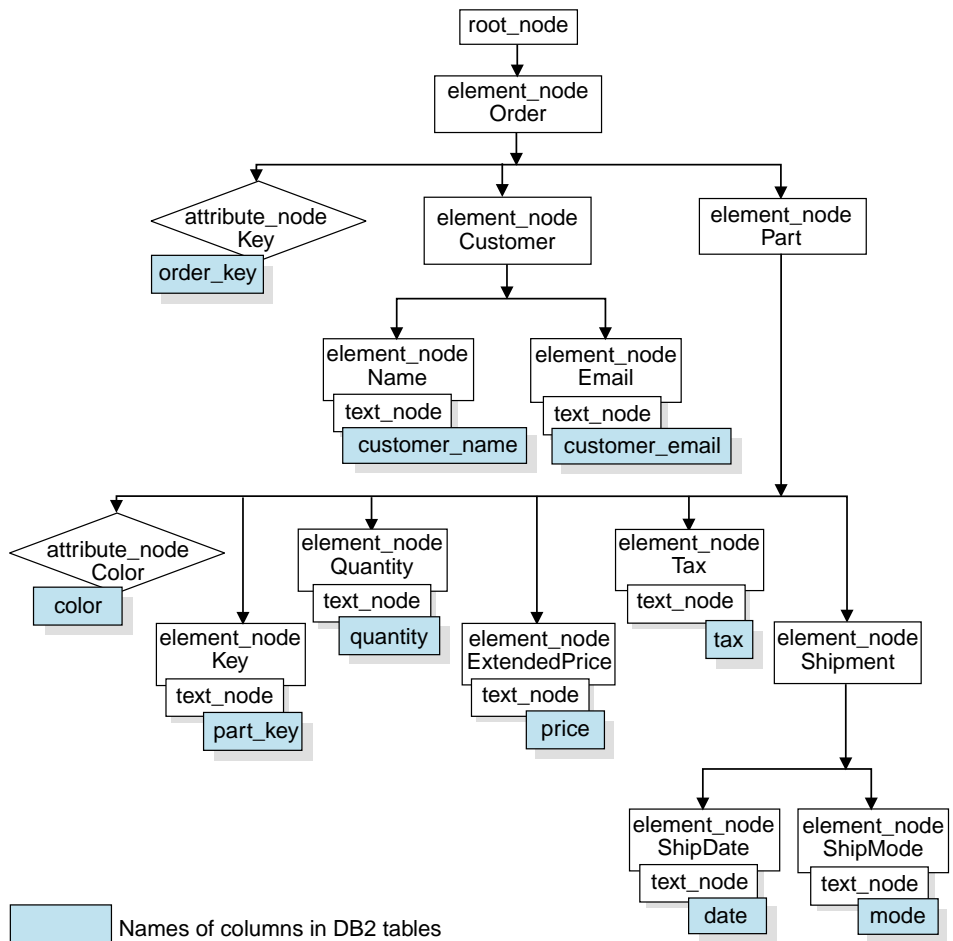 root_node
element_node
Order
attribute_node
Key
order_key
element_node
Customer
element_node
Part
element_node
Name
text_node
customer_name
element_node
Email
text_node
customer_email
attribute_node
Color
color
element_node
Key
text_node
part_key
element_node
Quantity
text_node
quantity
element_node
ExtendedPrice
text_node
price
element_node
Tax
text_node
tax
element_node
Shipment
element_node
ShipDate
text_node
date
element_node
ShipMode
text_node
mode
Names of columns in DB2 tables